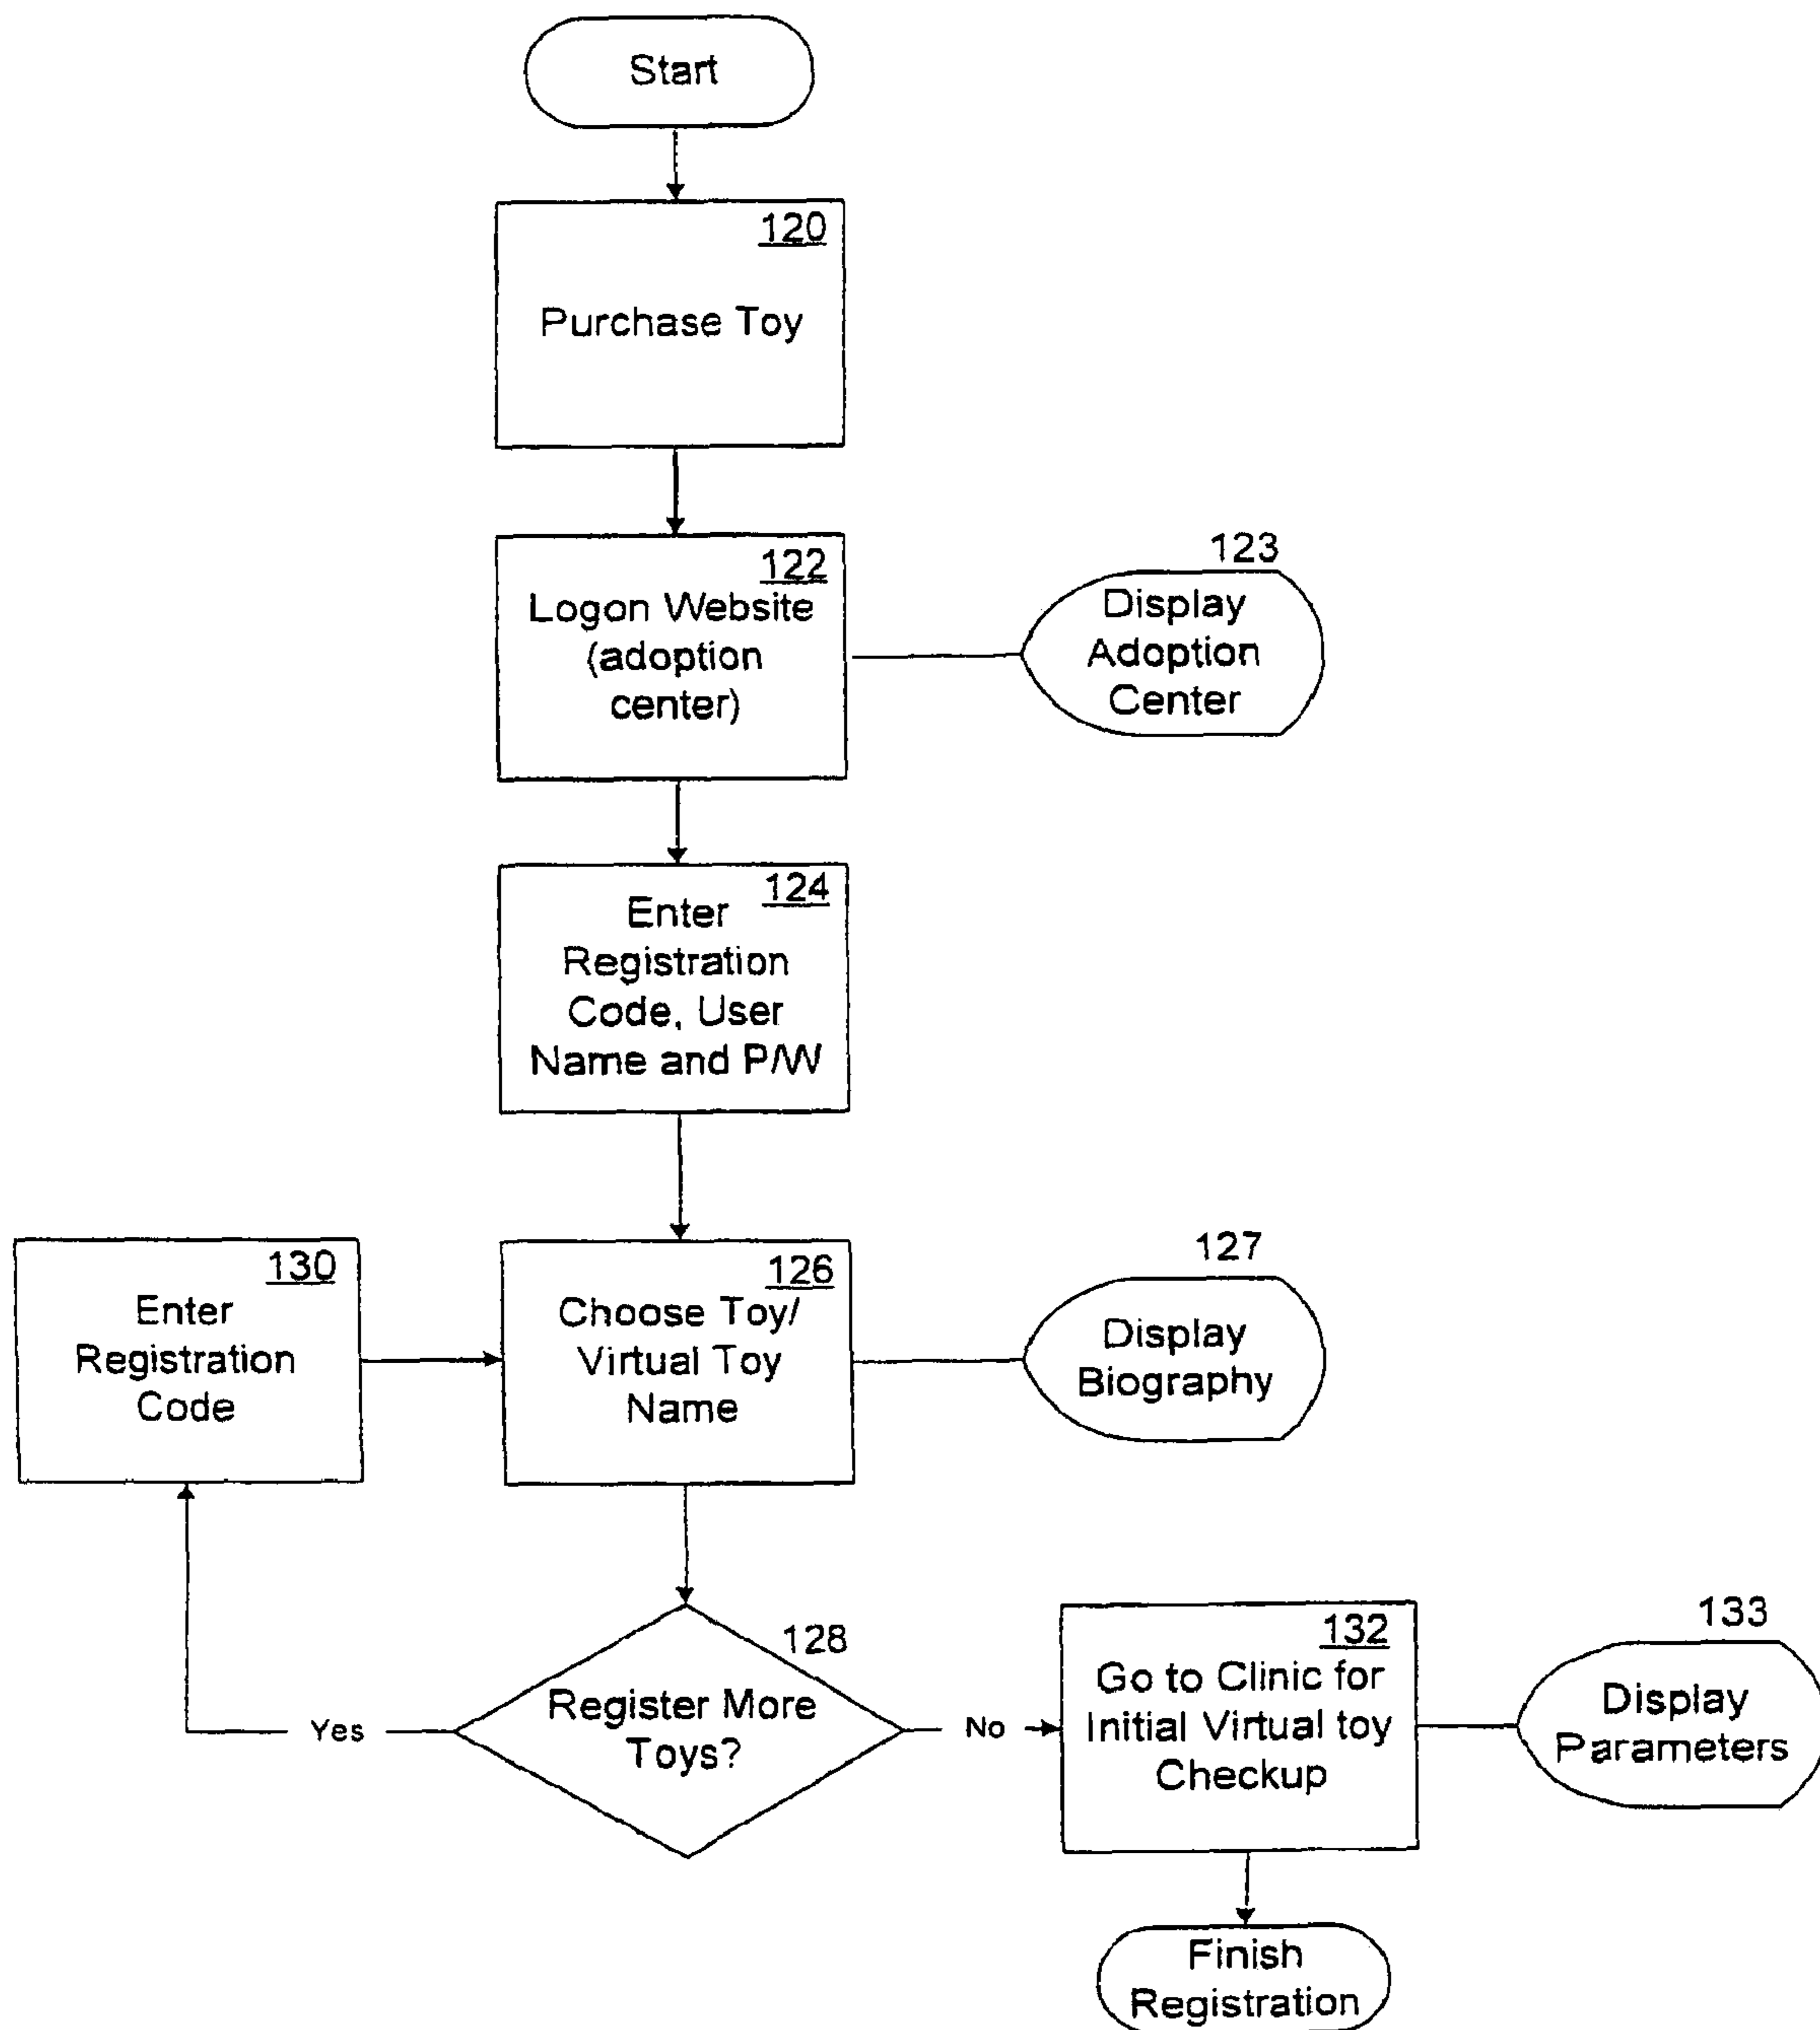 Start
120
Purchase Toy
122
Logon Website
(adoption
center)
123
Display
Adoption
Center
124
Enter
Registration
Code, User
Name and P/W
130
Enter
Registration
Code
126
Choose Toy/
Virtual Toy
Name
127
Display
Biography
128
Register More
Toys?
Yes
No
132
Go to Clinic for
Initial Virtual toy
Checkup
133
Display
Parameters
Finish
Registration